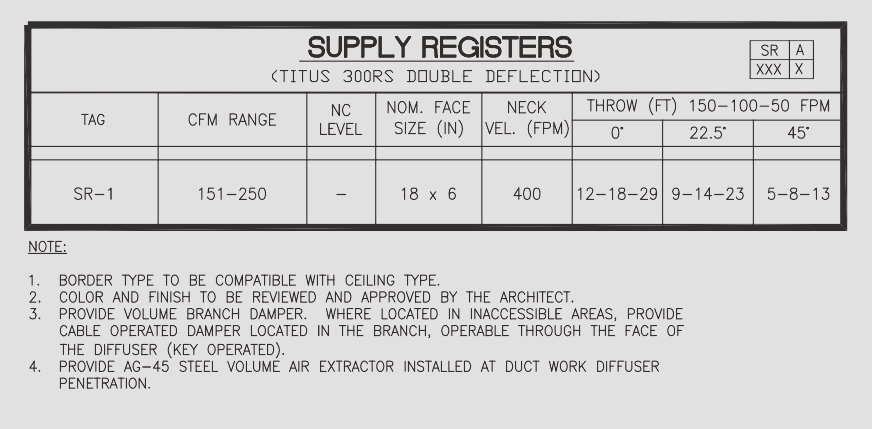 SUPPLY REGISTERS
(TITUS 300RS DOUBLE DEFLECTION)
SR A
XXX X
TAG CFM RANGE NC LEVEL NOM. FACE SIZE (IN) NECK VEL. (FPM) THROW (FT) 150-100-50 FPM
0° 22.5° 45°
SR-1 151-250 - 18 x 6 400 12-18-29 9-14-23 5-8-13
NOTE:
1. BORDER TYPE TO BE COMPATIBLE WITH CEILING TYPE.
2. COLOR AND FINISH TO BE REVIEWED AND APPROVED BY THE ARCHITECT.
3. PROVIDE VOLUME BRANCH DAMPER. WHERE LOCATED IN INACCESSIBLE AREAS, PROVIDE
CABLE OPERATED DAMPER LOCATED IN THE BRANCH, OPERABLE THROUGH THE FACE OF
THE DIFFUSER (KEY OPERATED).
4. PROVIDE AG-45 STEEL VOLUME AIR EXTRACTOR INSTALLED AT DUCT WORK DIFFUSER
PENETRATION.